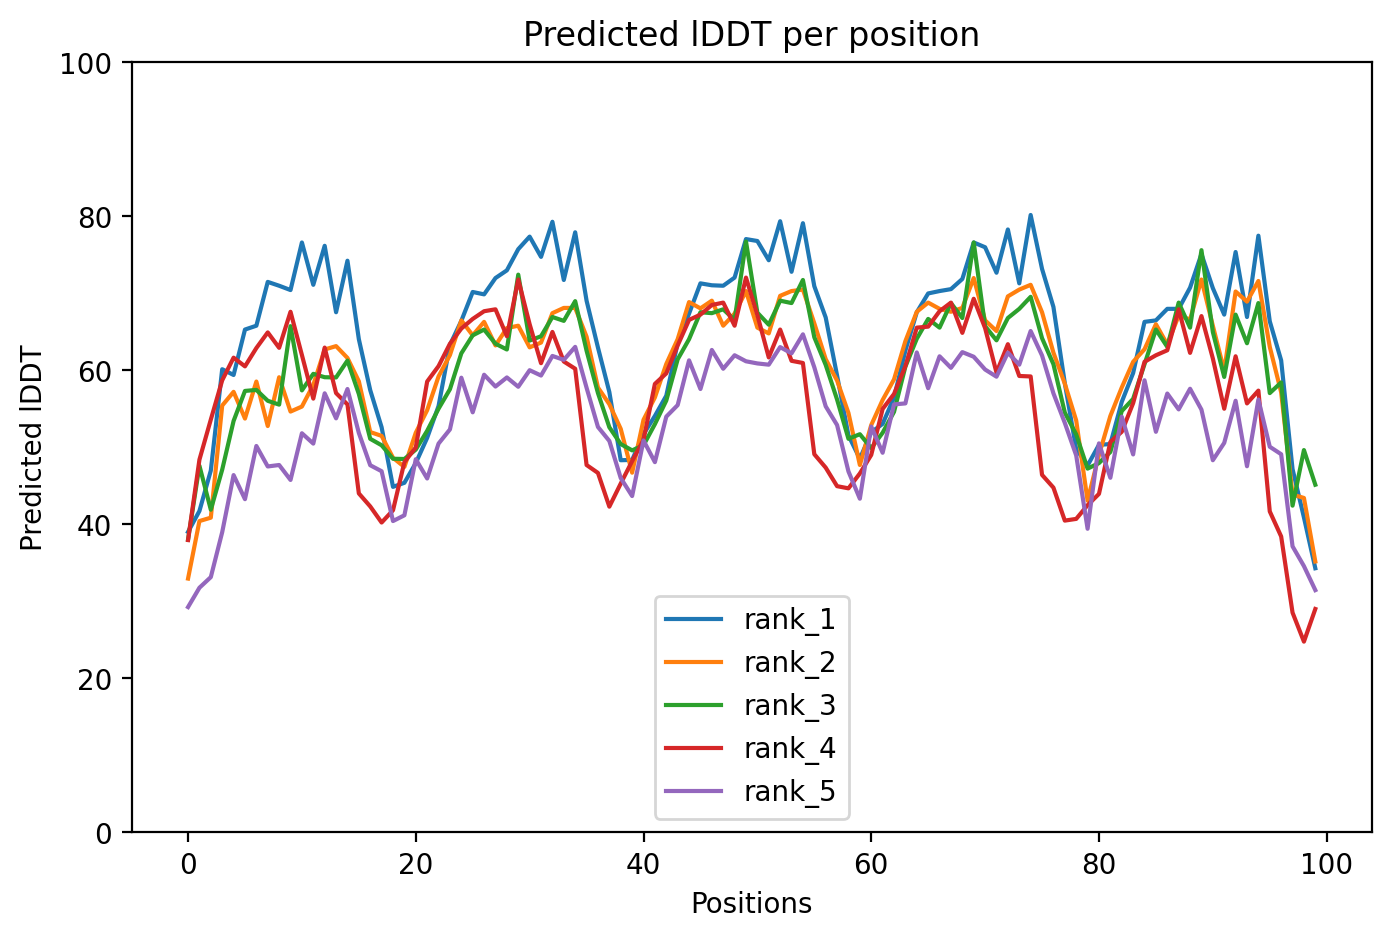 Predicted lDDT per position
Predicted lDDT
100
80
60
40
20
0
rank_1
rank_2
rank_3
rank_4
rank_5
0 20 40 60 80 100
Positions